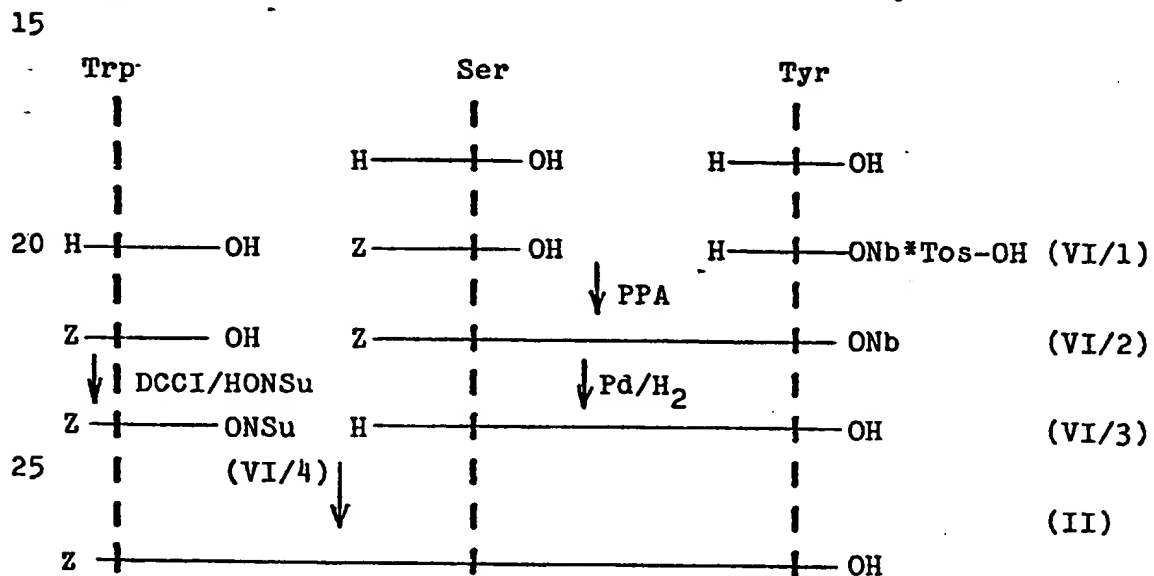 15
Trp Ser Tyr
H OH H OH
20 H OH Z OH H ONb*Tos-OH (VI/1)
PPA
Z OH Z ONb (VI/2)
DCCI/HONSu Pd/H2
Z ONSu H OH (VI/3)
25 (VI/4)
(II)
Z OH